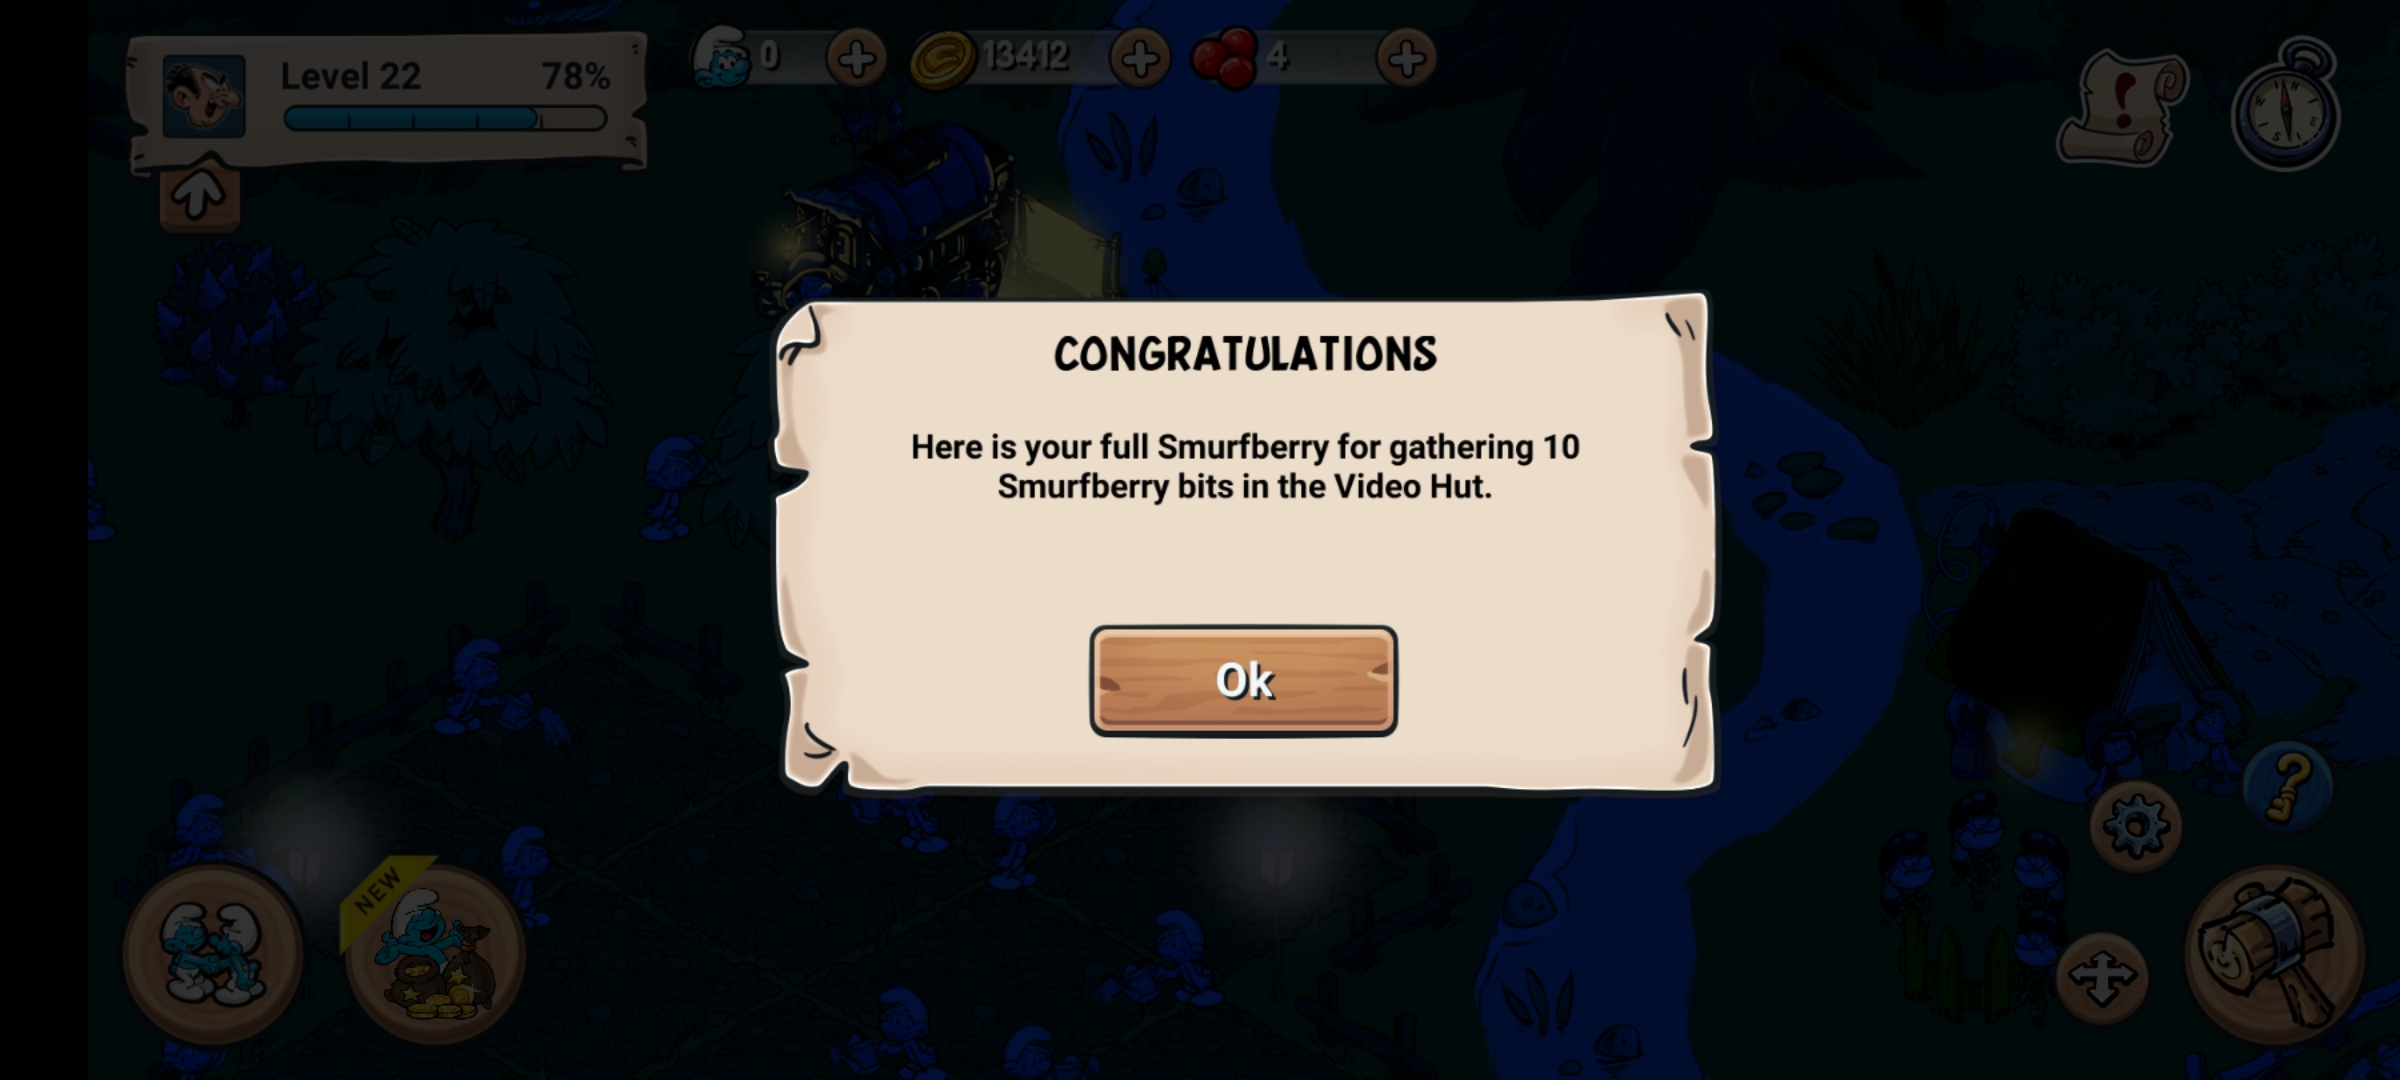 Level 22 78%
0
13412
4
CONGRATULATIONS
Here is your full Smurfberry for gathering 10
Smurfberry bits in the Video Hut.
Ok
NEW